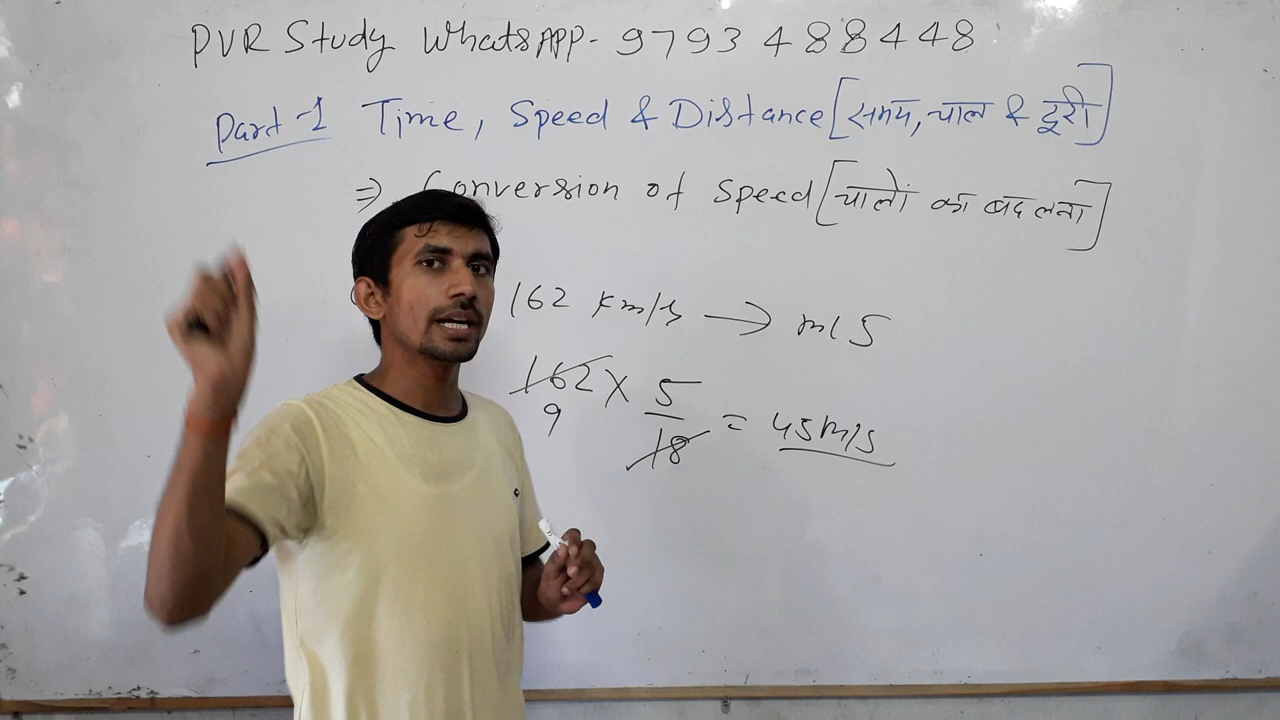 PVR Study WhatsAPP- 9793488448
Part-1 Time, Speed & Distance [समय, चाल & दूरी]
⇒ Conversion of Speed [चालों का बदलना]
162 Km/h → m/s
162 × 5/18 = 45 m/s
9